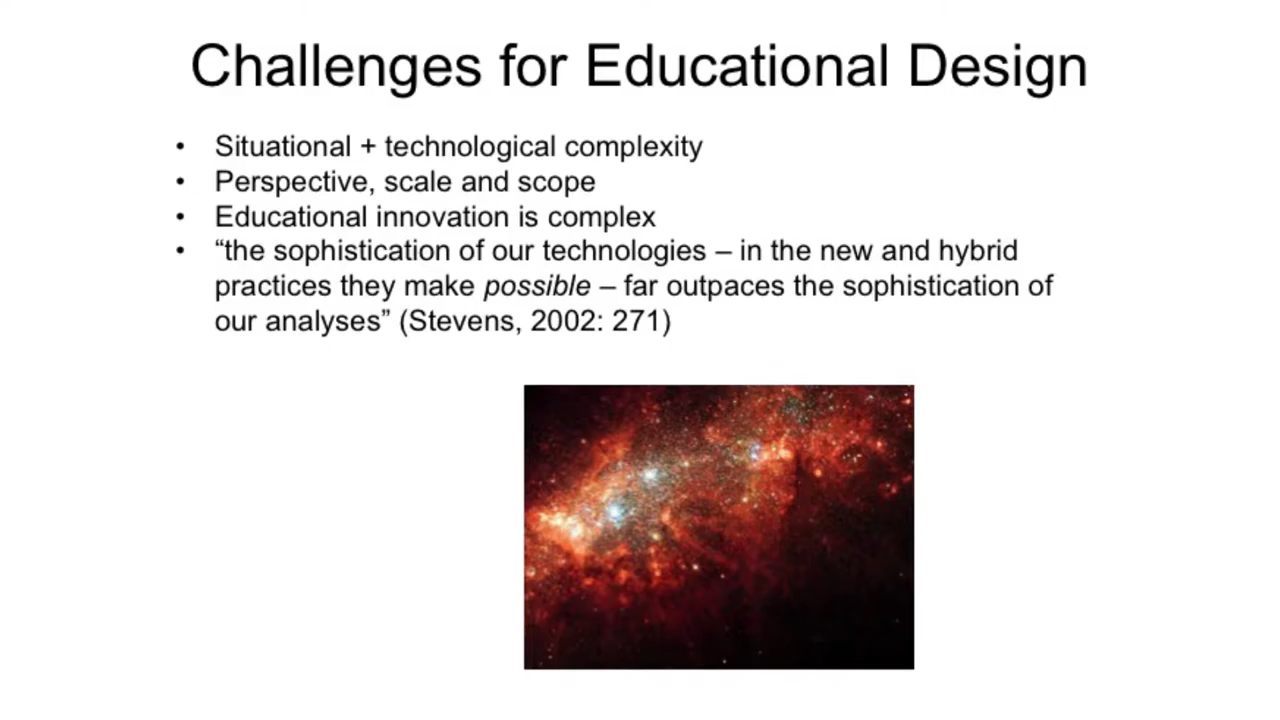 Challenges for Educational Design
• Situational + technological complexity
• Perspective, scale and scope
• Educational innovation is complex
• “the sophistication of our technologies – in the new and hybrid
practices they make possible – far outpaces the sophistication of
our analyses” (Stevens, 2002: 271)